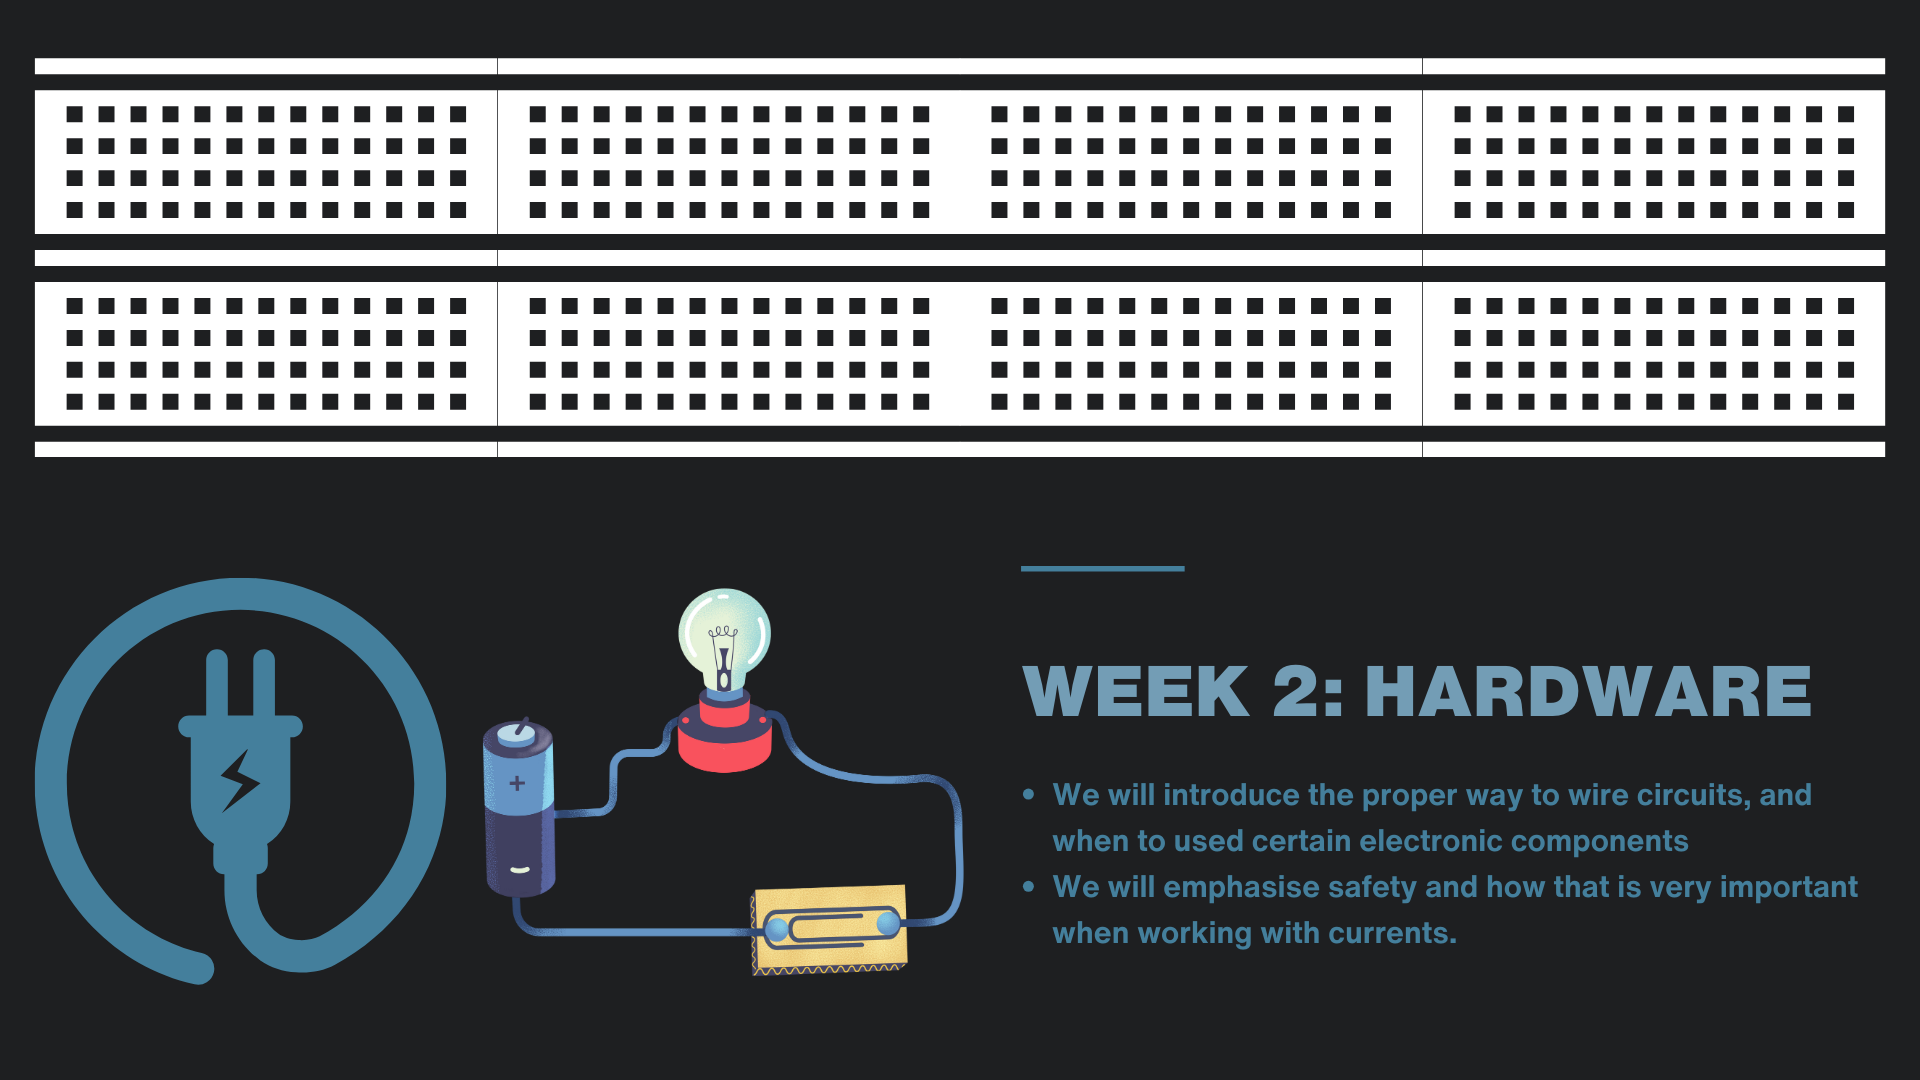 +
WEEK 2: HARDWARE
• We will introduce the proper way to wire circuits, and
when to used certain electronic components
• We will emphasise safety and how that is very important
when working with currents.